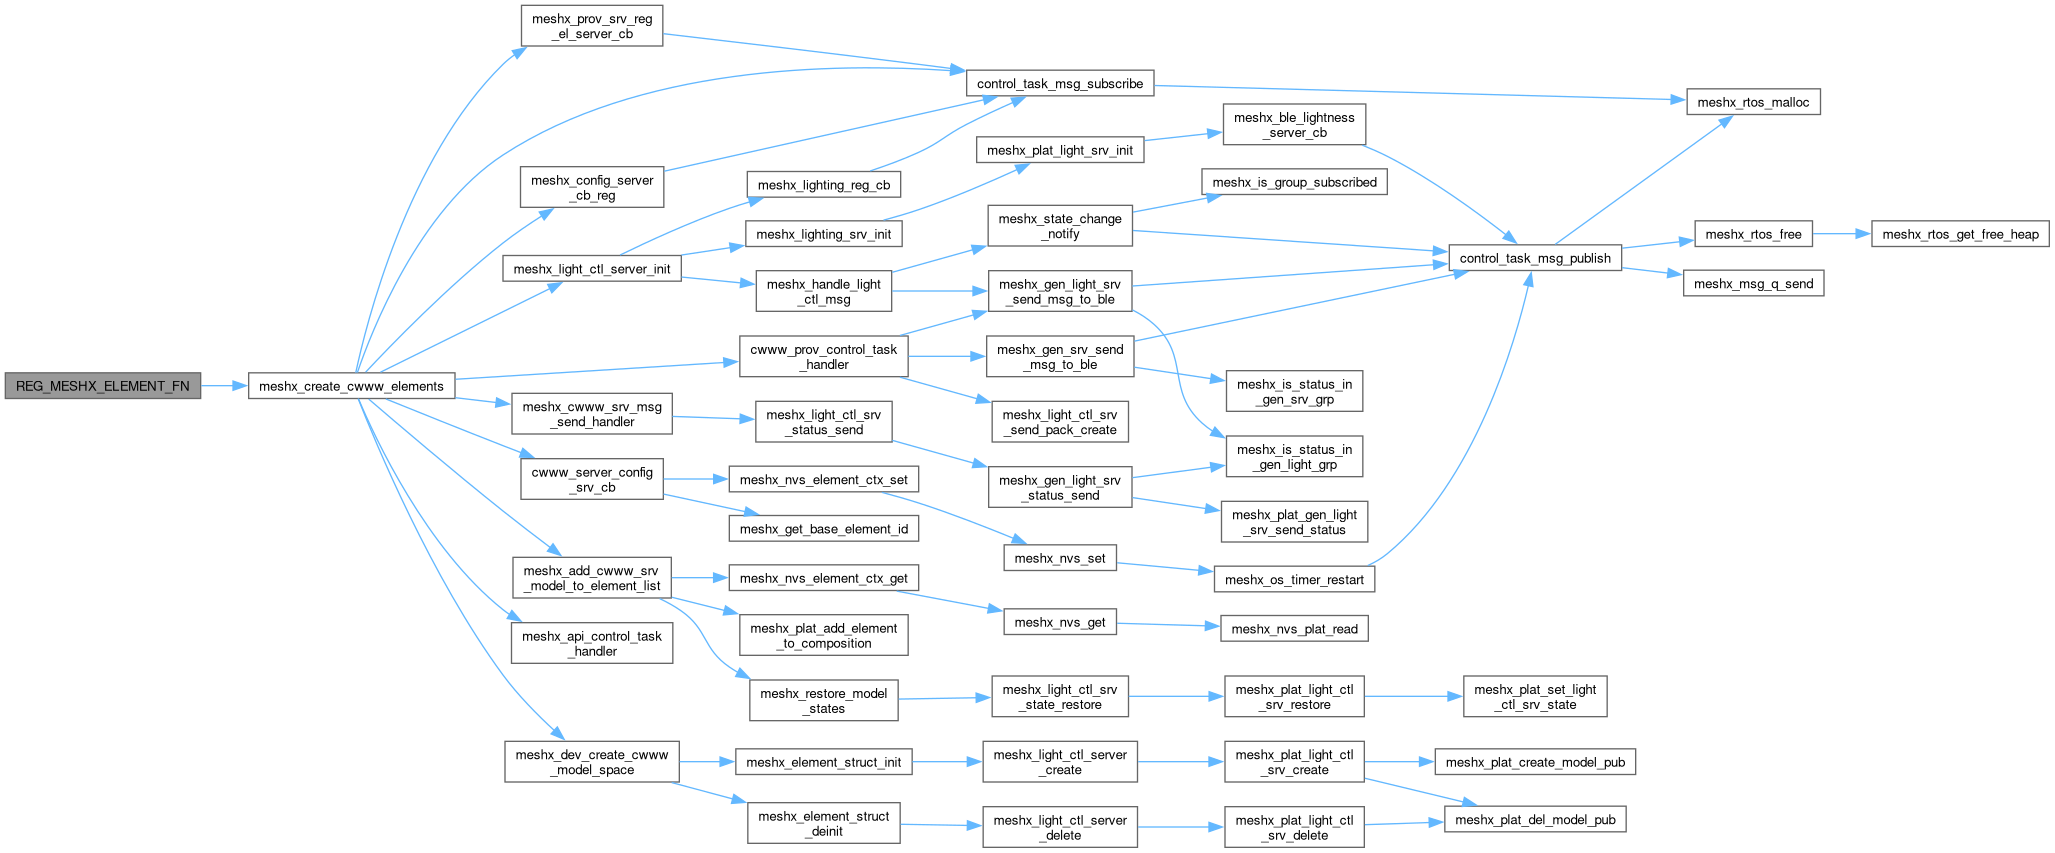 REG_MESHX_ELEMENT_FN
meshx_create_cwww_elements
meshx_prov_srv_reg
_el_server_cb
meshx_config_server
_cb_reg
meshx_light_ctl_server_init
meshx_cwww_srv_msg
_send_handler
cwww_server_config
_srv_cb
meshx_add_cwww_srv
_model_to_element_list
meshx_api_control_task
_handler
meshx_dev_create_cwww
_model_space
meshx_lighting_reg_cb
meshx_lighting_srv_init
meshx_handle_light
_ctl_msg
cwww_prov_control_task
_handler
meshx_light_ctl_srv
_status_send
meshx_nvs_element_ctx_set
meshx_get_base_element_id
meshx_nvs_element_ctx_get
meshx_plat_add_element
_to_composition
meshx_restore_model
_states
meshx_element_struct_init
meshx_element_struct
_deinit
control_task_msg_subscribe
meshx_plat_light_srv_init
meshx_state_change
_notify
meshx_gen_light_srv
_send_msg_to_ble
meshx_gen_srv_send
_msg_to_ble
meshx_light_ctl_srv
_send_pack_create
meshx_gen_light_srv
_status_send
meshx_nvs_set
meshx_nvs_get
meshx_light_ctl_srv
_state_restore
meshx_light_ctl_server
_create
meshx_light_ctl_server
_delete
meshx_ble_lightness
_server_cb
meshx_is_group_subscribed
meshx_is_status_in
_gen_srv_grp
meshx_is_status_in
_gen_light_grp
meshx_plat_gen_light
_srv_send_status
meshx_os_timer_restart
meshx_nvs_plat_read
meshx_plat_light_ctl
_srv_restore
meshx_plat_light_ctl
_srv_create
meshx_plat_light_ctl
_srv_delete
control_task_msg_publish
meshx_plat_set_light
_ctl_srv_state
meshx_plat_create_model_pub
meshx_plat_del_model_pub
meshx_rtos_malloc
meshx_rtos_free
meshx_msg_q_send
meshx_rtos_get_free_heap